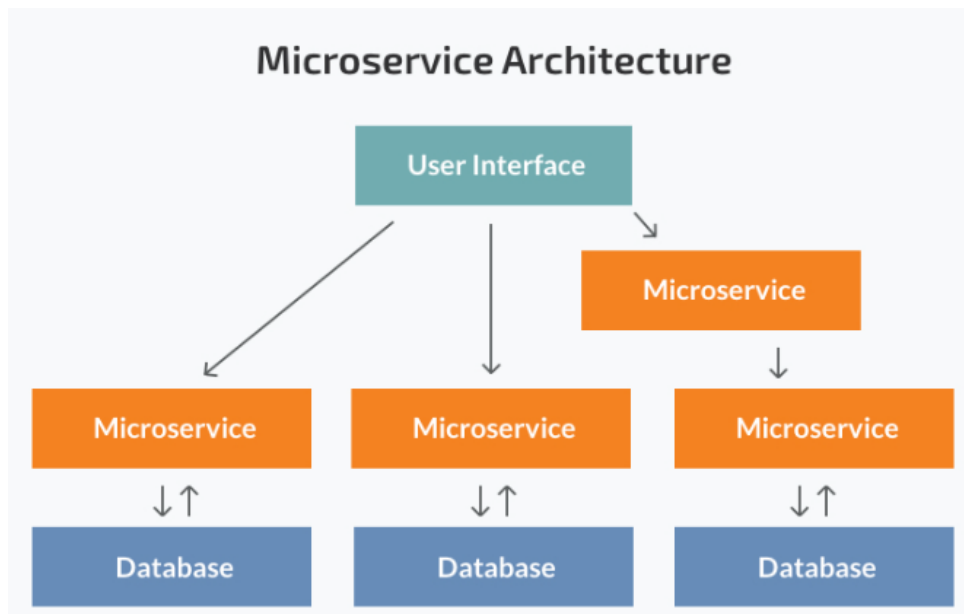 Microservice Architecture
User Interface
Microservice
Microservice
Microservice
Microservice
Database
Database
Database